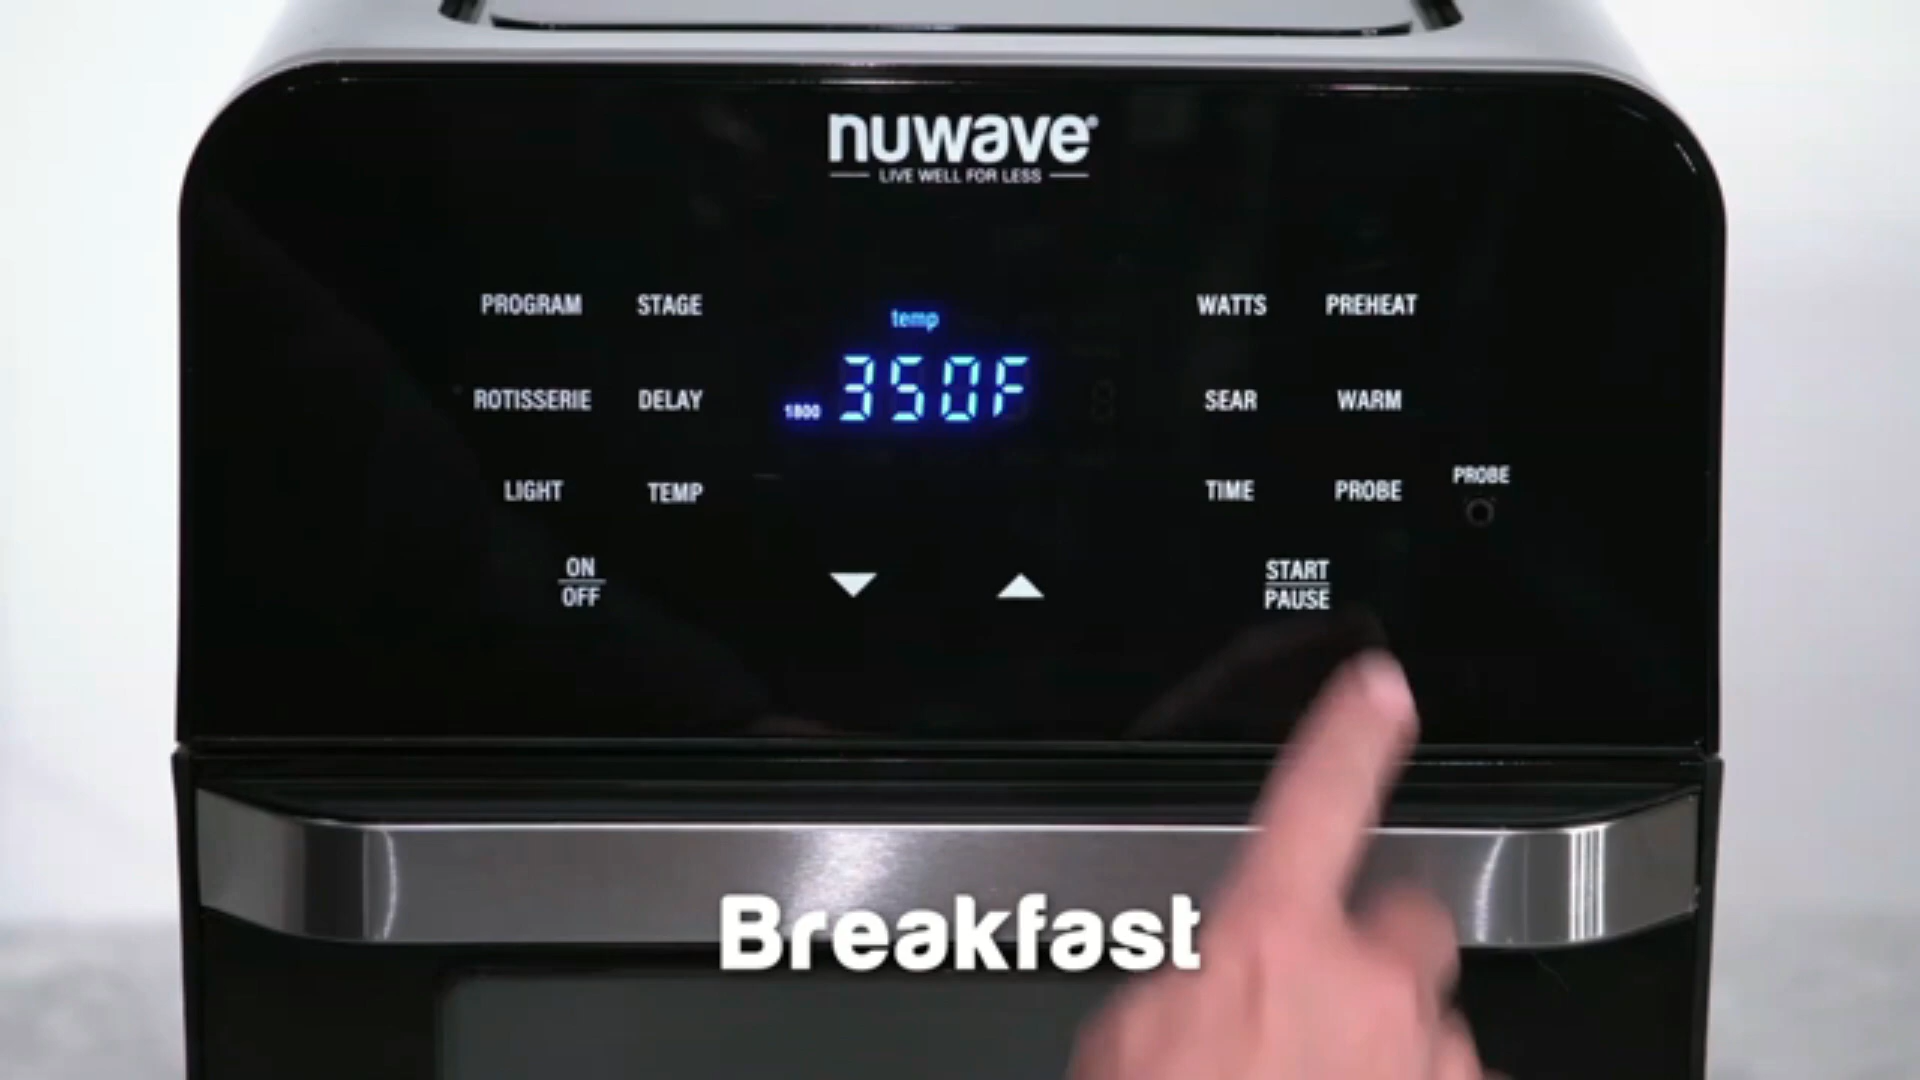 nuwave®
LIVE WELL FOR LESS
PROGRAM STAGE
temp
WATTS PREHEAT
350F
1800
ROTISSERIE DELAY
SEAR WARM
PROBE
LIGHT TEMP
TIME PROBE
ON
OFF
START
PAUSE
Breakfast